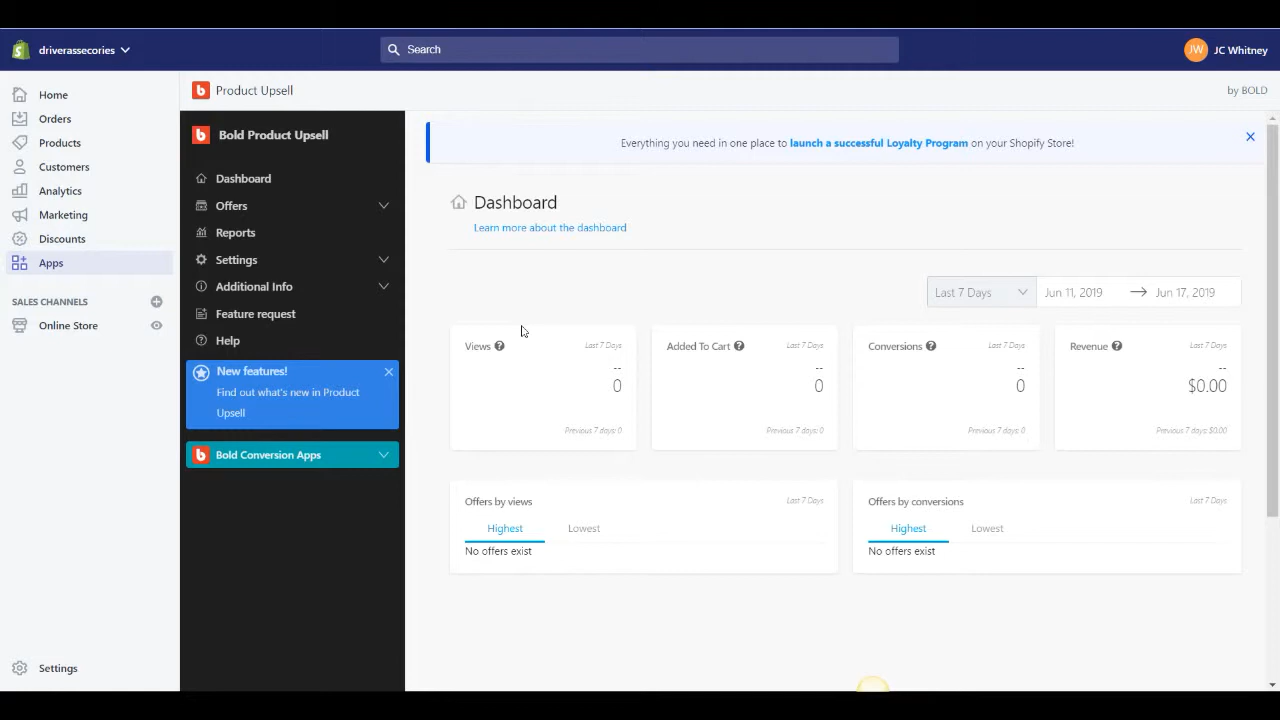 driverassecories
Search
JW
JC Whitney
Home
Orders
Products
Customers
Analytics
Marketing
Discounts
Apps
SALES CHANNELS
Online Store
Settings
Product Upsell
by BOLD
Bold Product Upsell
Dashboard
Offers
Reports
Settings
Additional Info
Feature request
Help
New features!
Find out what's new in Product
Upsell
Bold Conversion Apps
Everything you need in one place to launch a successful Loyalty Program on your Shopify Store!
Dashboard
Learn more about the dashboard
Last 7 Days
Jun 11, 2019
Jun 17, 2019
Views
Last 7 Days
--
0
Previous 7 days: 0
Added To Cart
Last 7 Days
--
0
Previous 7 days: 0
Conversions
Last 7 Days
--
0
Previous 7 days: 0
Revenue
Last 7 Days
--
$0.00
Previous 7 days: $0.00
Offers by views
Last 7 Days
Highest
Lowest
No offers exist
Offers by conversions
Last 7 Days
Highest
Lowest
No offers exist